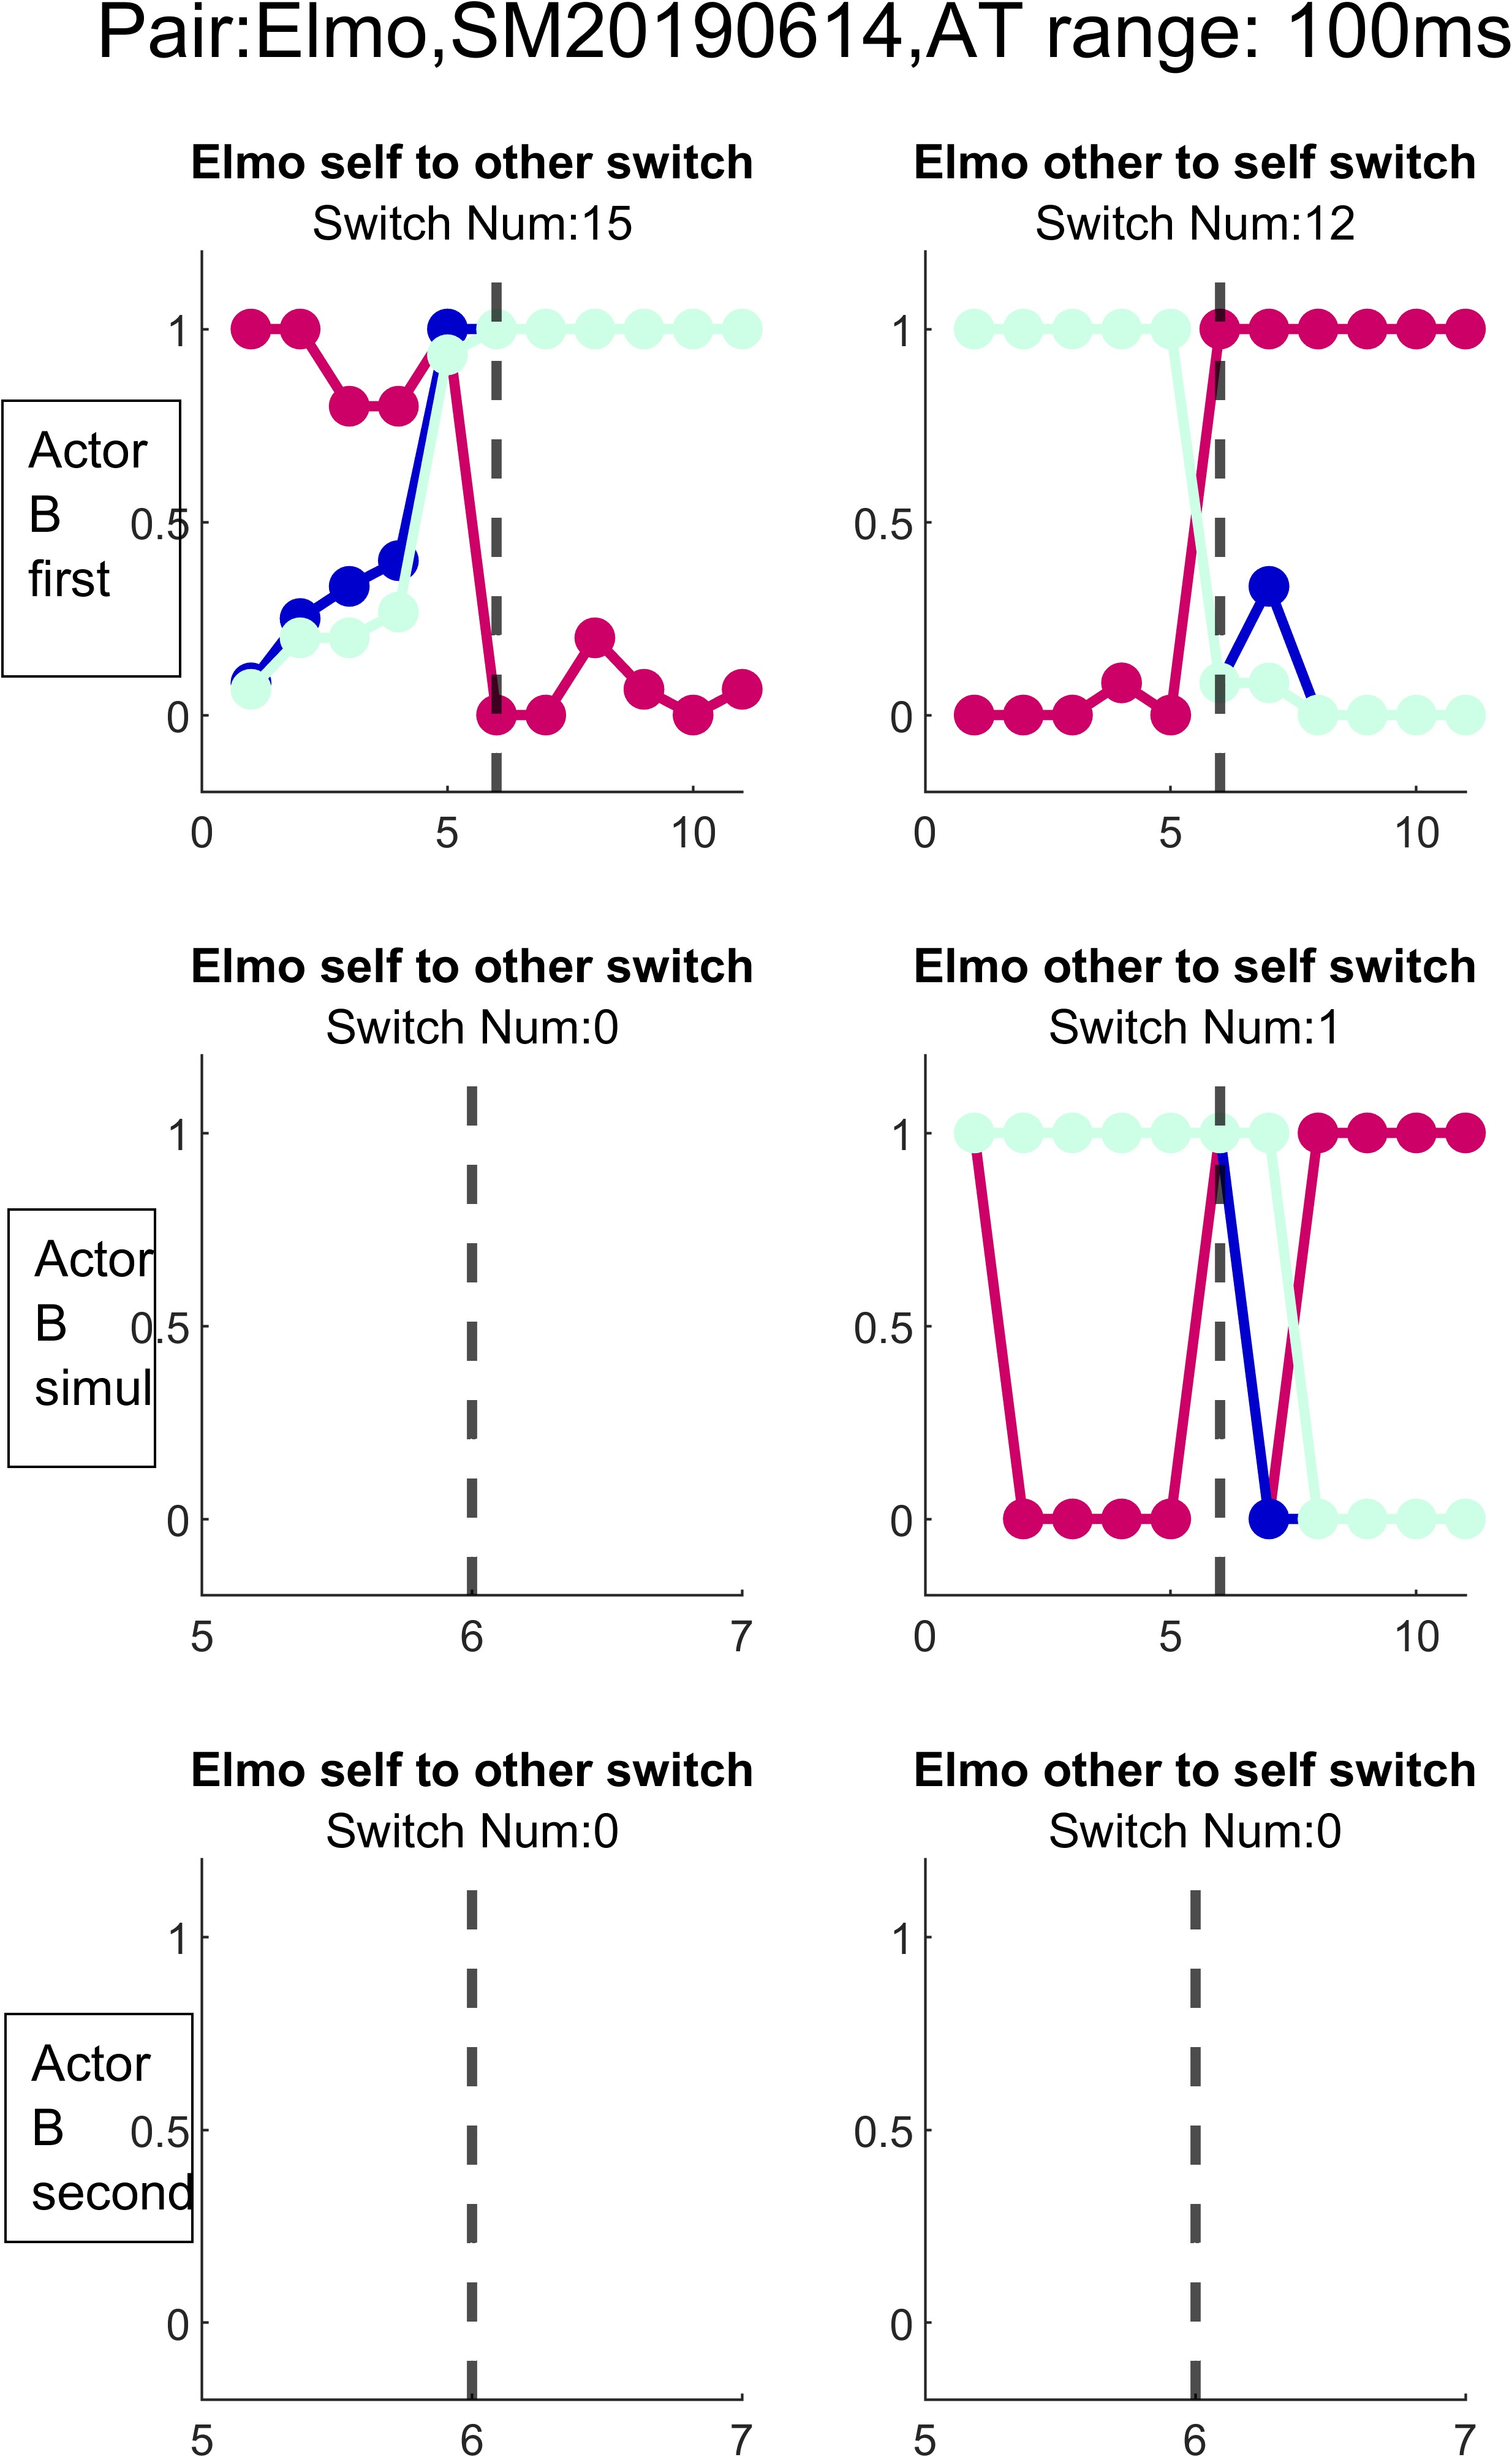 Pair:Elmo,SM20190614,AT range: 100ms
Elmo self to other switch
Switch Num:15
1
0.5
0
0 5 10
Elmo other to self switch
Switch Num:12
1
0.5
0
0 5 10
Actor
B
first
Elmo self to other switch
Switch Num:0
1
0.5
0
5 6 7
Elmo other to self switch
Switch Num:1
1
0.5
0
0 5 10
Actor
B
simul
Elmo self to other switch
Switch Num:0
1
0.5
0
5 6 7
Elmo other to self switch
Switch Num:0
1
0.5
0
5 6 7
Actor
B
second